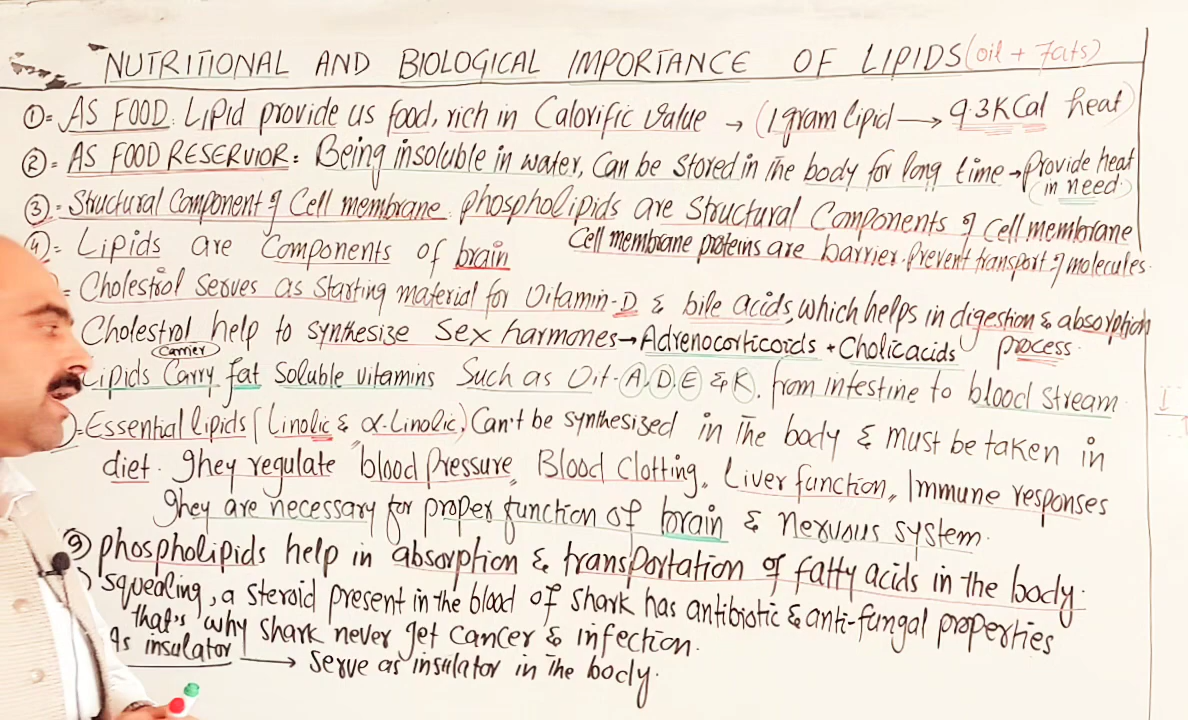 NUTRITIONAL AND BIOLOGICAL IMPORTANCE OF LIPIDS (oil + Fats)
①= AS FOOD: Lipid provide us food, rich in Calorific value → (1gram lipid → 9.3KCal heat)
②= AS FOOD RESERVIOR: Being insoluble in water, Can be stored in the body for long time → Provide heat
(in need.)
③= Structural Component of Cell membrane: phospholipids are structural Components of Cell membrane
④= Lipids are Components of brain Cell membrane proteins are barrier. Prevent transport of molecules.
= Cholestrol serves as starting material for Vitamin-D & bile acids, which helps in digestion & absorption
Cholestrol help to synthesize Sex harmones → Adrenocorticoids + Cholicacids process.
(Carrier)
Lipids Carry fat soluble vitamins Such as Vit. A, D, E & K. from intestine to blood stream
)= Essential lipids (Linolic & α-Linolic) Can't be synthesized in the body & must be taken in
diet. They regulate "blood pressure", Blood Clotting, Liver function, Immune responses
They are necessary for proper function of brain & nervous system.
⑨ phospholipids help in absorption & transportation of fatty acids in the body.
) squealing, a steroid present in the blood of shark has antibiotic & anti-fungal properties
that's why shark never get cancer & infection.
As insulator → serve as insulator in the body.